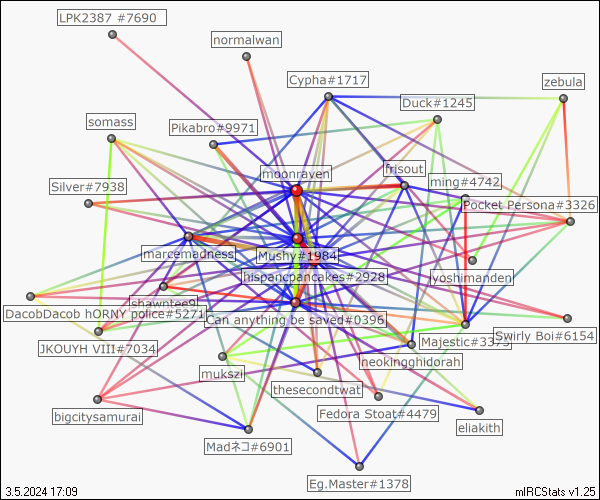 LPK2387 #7690
normalwan
Cypha#1717
zebula
Duck#1245
somass
Pikabro#9971
moonraven
frisout
ming#4742
Silver#7938
Pocket Persona#3326
marcemadness
Mushy#1984
hispancpancakes#2928
yoshimanden
shawntee9
DacobDacob hORNY police#5271
Can anything be saved#0396
Swirly Boi#6154
Majestic#3375
JKOUYH VIII#7034
neokingghidorah
mukszi
thesecondtwat
Fedora Stoat#4479
bigcitysamurai
eliakith
Madネコ#6901
Eg.Master#1378
3.5.2024 17:09
mIRCStats v1.25